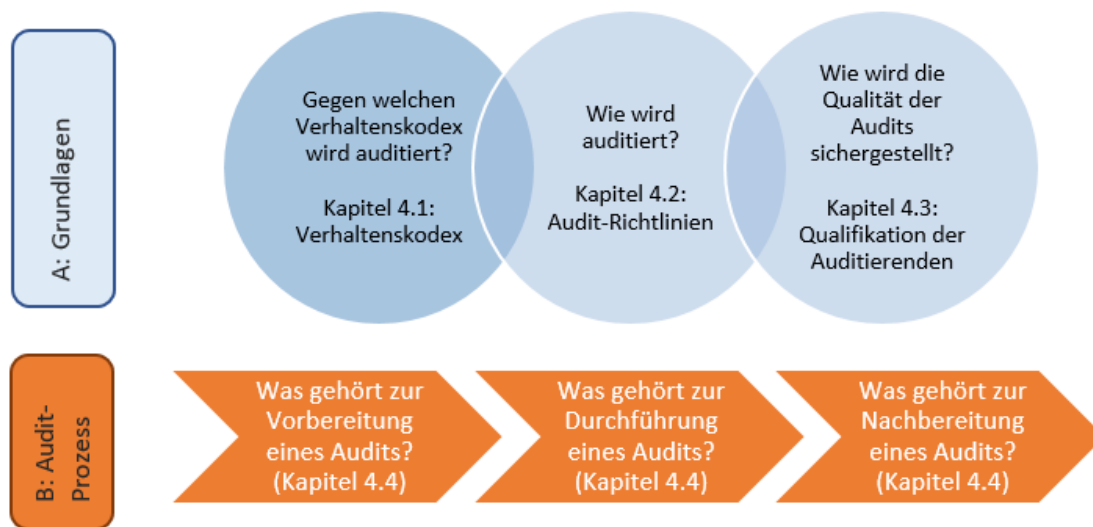 A: Grundlagen
Gegen welchen
Verhaltenskodex
wird auditiert?
Kapitel 4.1:
Verhaltenskodex
Wie wird
auditiert?
Kapitel 4.2:
Audit-Richtlinien
Wie wird die
Qualität der
Audits
sichergestellt?
Kapitel 4.3:
Qualifikation der
Auditierenden
B: Audit-
Prozess
Was gehört zur
Vorbereitung
eines Audits?
(Kapitel 4.4)
Was gehört zur
Durchführung
eines Audits?
(Kapitel 4.4)
Was gehört zur
Nachbereitung
eines Audits?
(Kapitel 4.4)